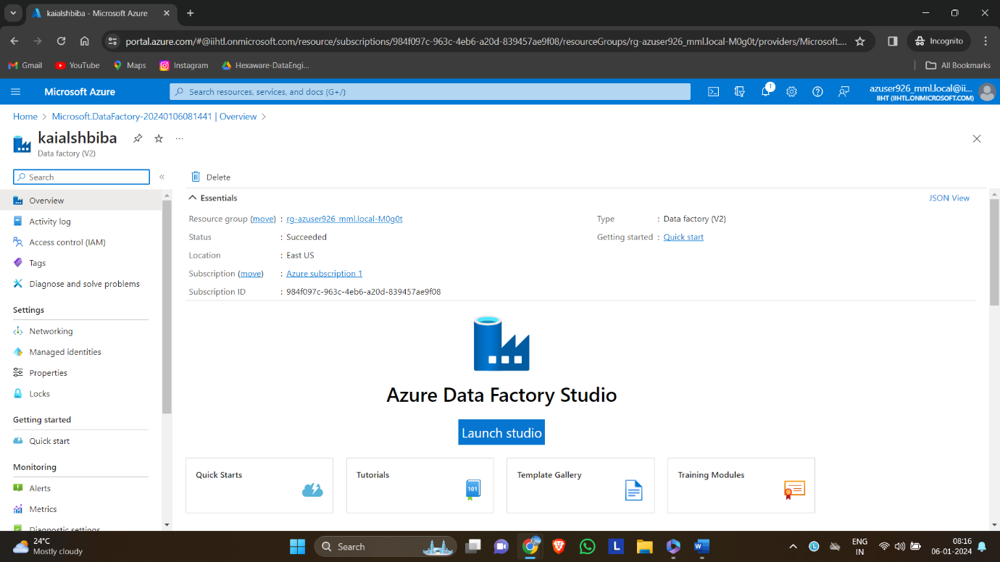 kaialshbiba - Microsoft Azure
portal.azure.com/#@iihtl.onmicrosoft.com/resource/subscriptions/984f097c-963c-4eb6-a20d-839457ae9f08/resourceGroups/rg-azuser926_mml.local-M0g0t/providers/Microsoft....
Incognito
Gmail
YouTube
Maps
Instagram
Hexaware-DataEngi...
All Bookmarks
Microsoft Azure
Search resources, services, and docs (G+/)
1
azuser926_mml.local@ii...
IIHT (IIHTL.ONMICROSOFT.COM)
Home > Microsoft.DataFactory-20240106081441 | Overview >
kaialshbiba
...
Data factory (V2)
Search
«
Delete
Overview
Activity log
Access control (IAM)
Tags
Diagnose and solve problems
Settings
Networking
Managed identities
Properties
Locks
Getting started
Quick start
Monitoring
Alerts
Metrics
Diagnostic settings
Essentials
JSON View
Resource group (move) : rg-azuser926_mml.local-M0g0t
Status : Succeeded
Location : East US
Subscription (move) : Azure subscription 1
Subscription ID : 984f097c-963c-4eb6-a20d-839457ae9f08
Type : Data factory (V2)
Getting started : Quick start
Azure Data Factory Studio
Launch studio
Quick Starts
Tutorials
101
Template Gallery
Training Modules
24°C
Mostly cloudy
Search
L
W
L
ENG
IN
08:16
06-01-2024